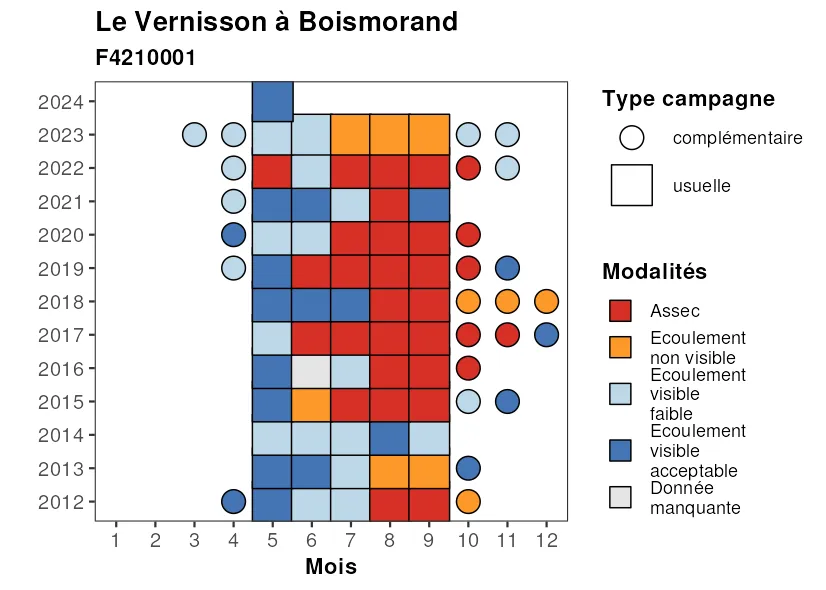 Le Vernisson à Boismorand
F4210001
2024
2023
2022
2021
2020
2019
2018
2017
2016
2015
2014
2013
2012
1 2 3 4 5 6 7 8 9 10 11 12
Mois
Type campagne
complémentaire
usuelle
Modalités
Assec
Ecoulement
non visible
Ecoulement
visible
faible
Ecoulement
visible
acceptable
Donnée
manquante